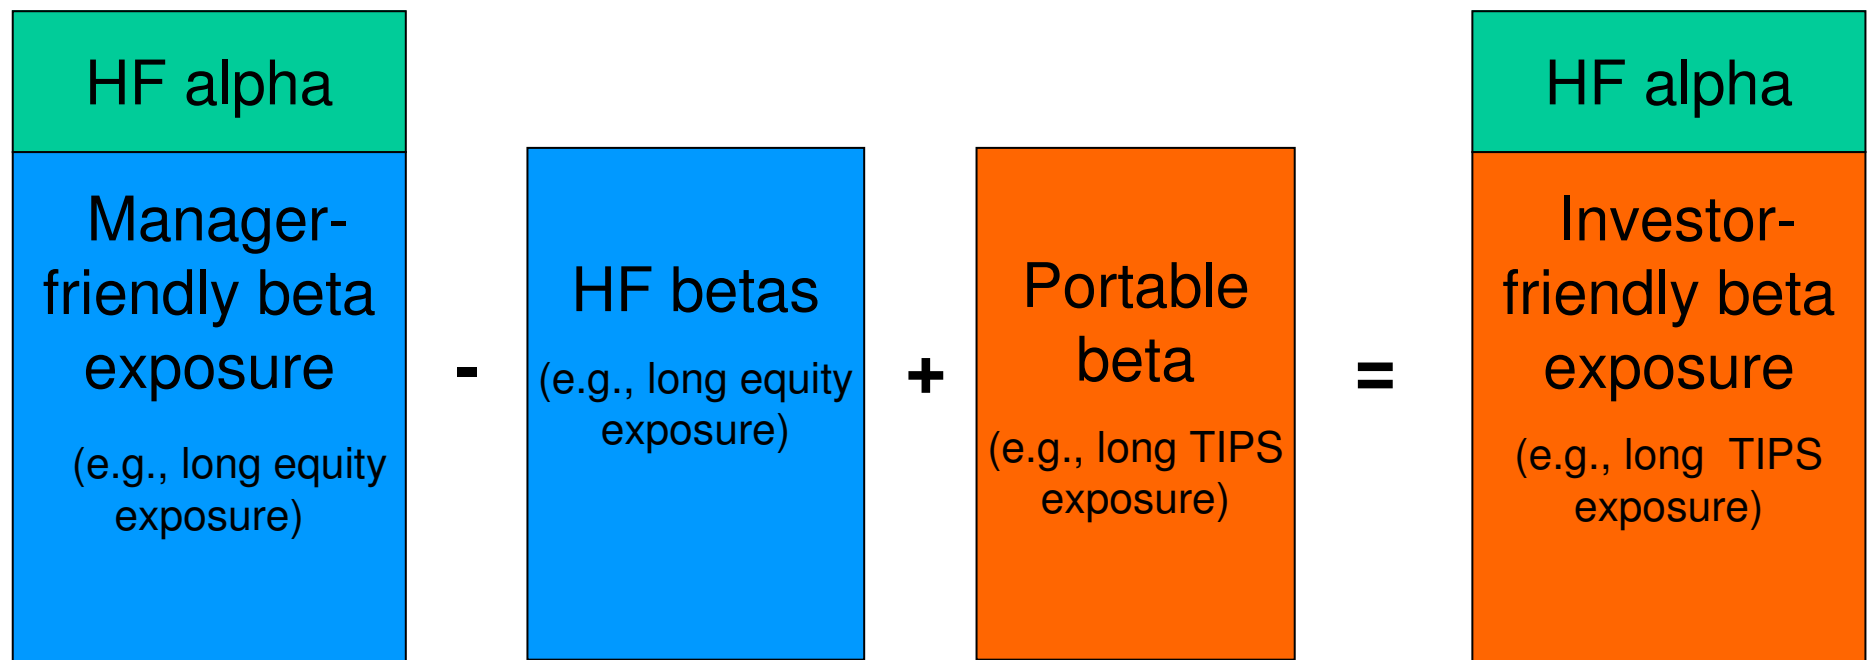 HF alpha
Manager-
friendly beta
exposure
(e.g., long equity
exposure)
-
HF betas
(e.g., long equity
exposure)
+
Portable
beta
(e.g., long TIPS
exposure)
=
HF alpha
Investor-
friendly beta
exposure
(e.g., long  TIPS
exposure)